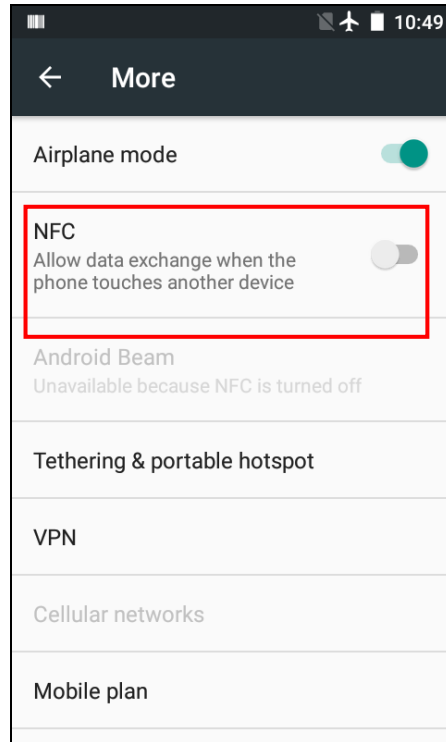 10:49
More
Airplane mode
NFC
Allow data exchange when the
phone touches another device
Android Beam
Unavailable because NFC is turned off
Tethering & portable hotspot
VPN
Cellular networks
Mobile plan